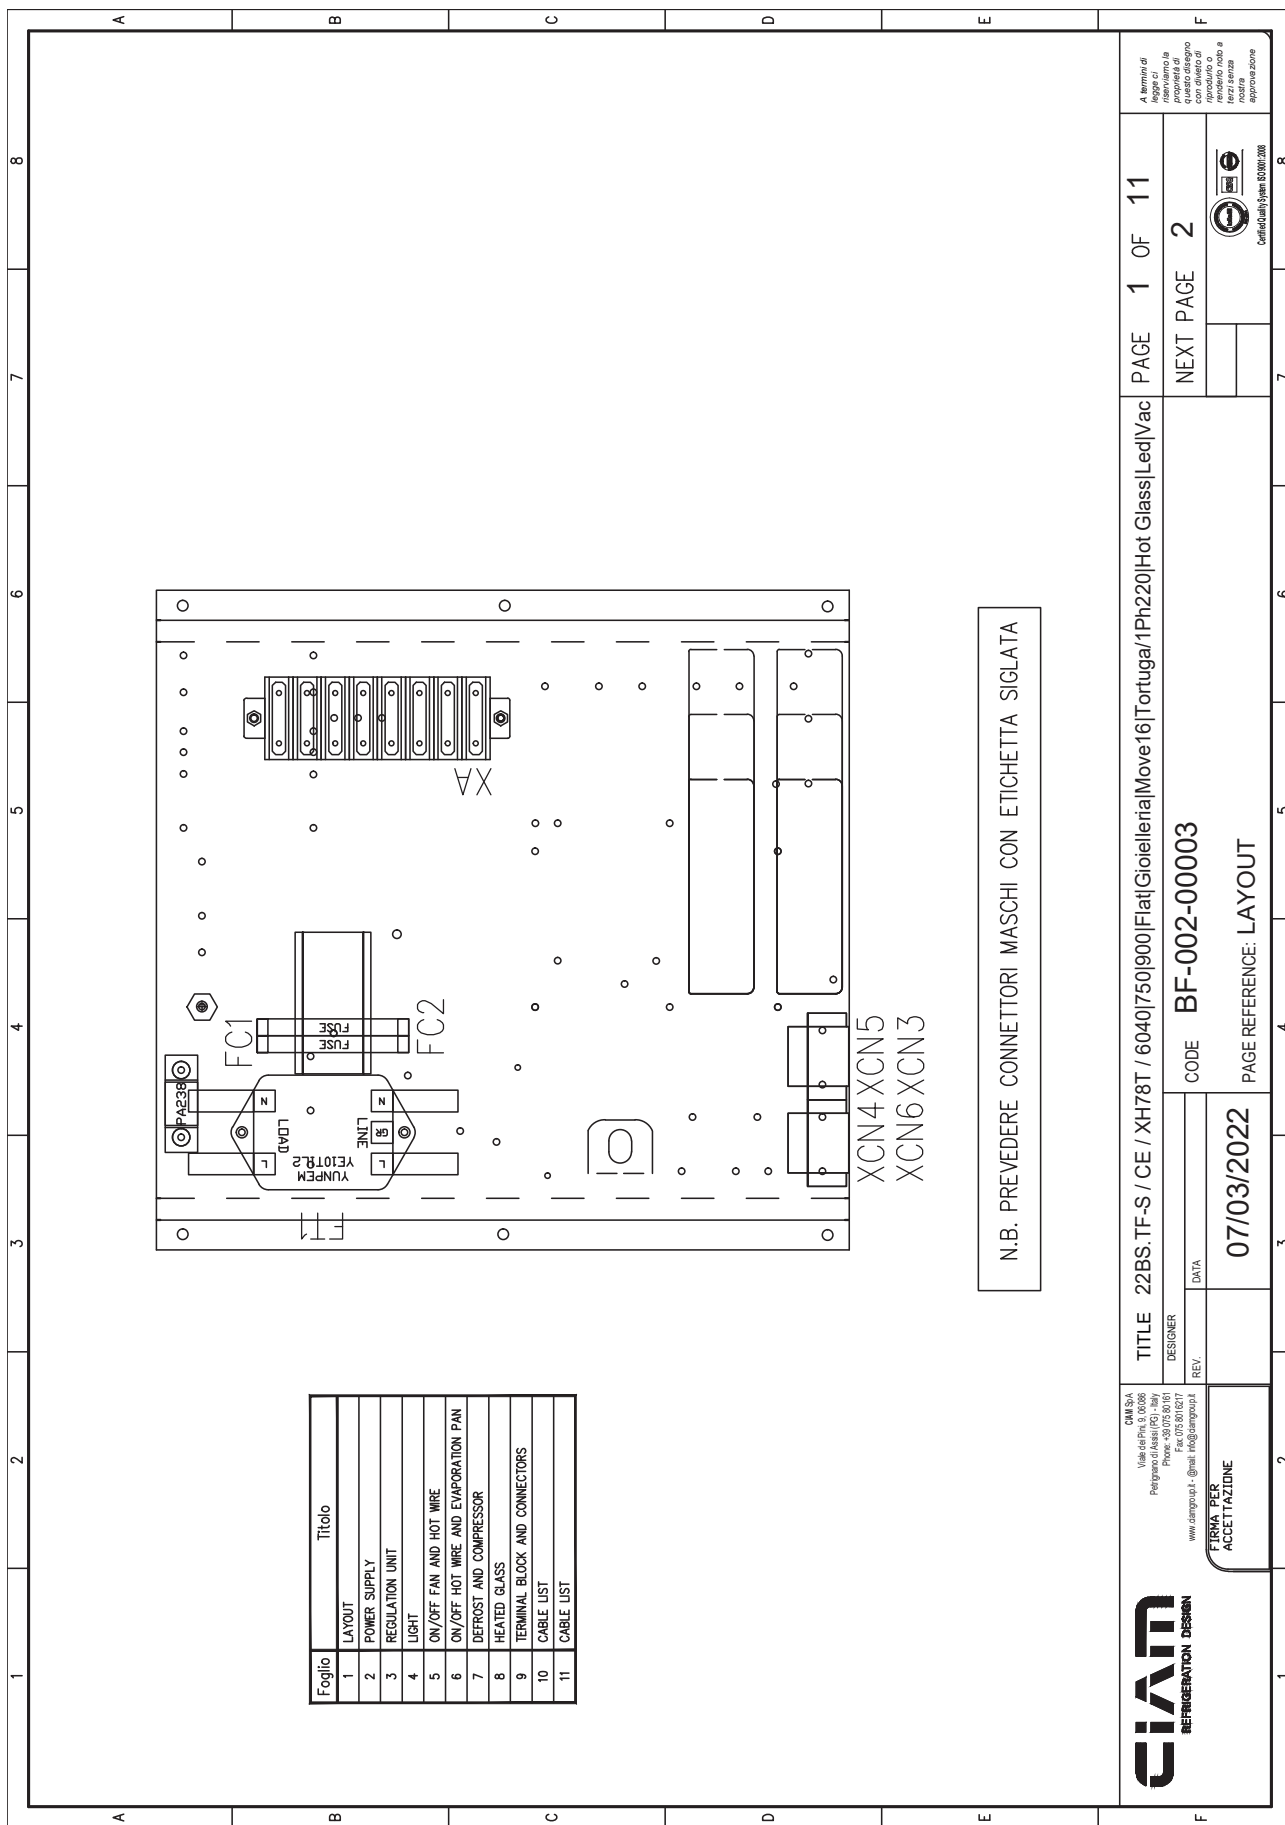 Foglio Titolo
1 LAYOUT
2 POWER SUPPLY
3 REGULATION UNIT
4 LIGHT
5 ON/OFF FAN AND HOT WIRE
6 ON/OFF HOT WIRE AND EVAPORATION PAN
7 DEFROST AND COMPRESSOR
8 HEATED GLASS
9 TERMINAL BLOCK AND CONNECTORS
10 CABLE LIST
11 CABLE LIST
PA238
FC1
FUSE
FUSE
FC2
N
N
LOAD
LINE
GR
L
L
YUNPEM
YE10T1L2
FT1
XA
XCN4 XCN5
XCN6 XCN3
N.B. PREVEDERE CONNETTORI MASCHI CON ETICHETTA SIGLATA
CiAM
REFRIGERATION DESIGN
CIAM SpA
Viale dei Pini, 9, 06086
Petrignano di Assisi (PG) - Italy
Phone: +39 075 80161
Fax: 075 8016217
www.ciamgroup.it - @mail: info@ciamgroup.it
FIRMA PER
ACCETTAZIONE
TITLE 22BS.TF-S / CE / XH78T / 6040|750|900|Flat|Gioielleria|Move16|Tortuga/1Ph220|Hot Glass|Led|Vac
DESIGNER
REV.
DATA
07/03/2022
CODE BF-002-00003
PAGE REFERENCE: LAYOUT
PAGE 1 OF 11
NEXT PAGE 2
Certified Quality System ISO 9001:2008
A termini di
legge ci
riserviamo la
proprietà di
questo disegno
con divieto di
riprodurlo o
renderlo noto a
terzi senza
nostra
approvazione
1 2 3 4 5 6 7 8
1 2 3 4 5 6 7 8
A B C D E F
A B C D E F